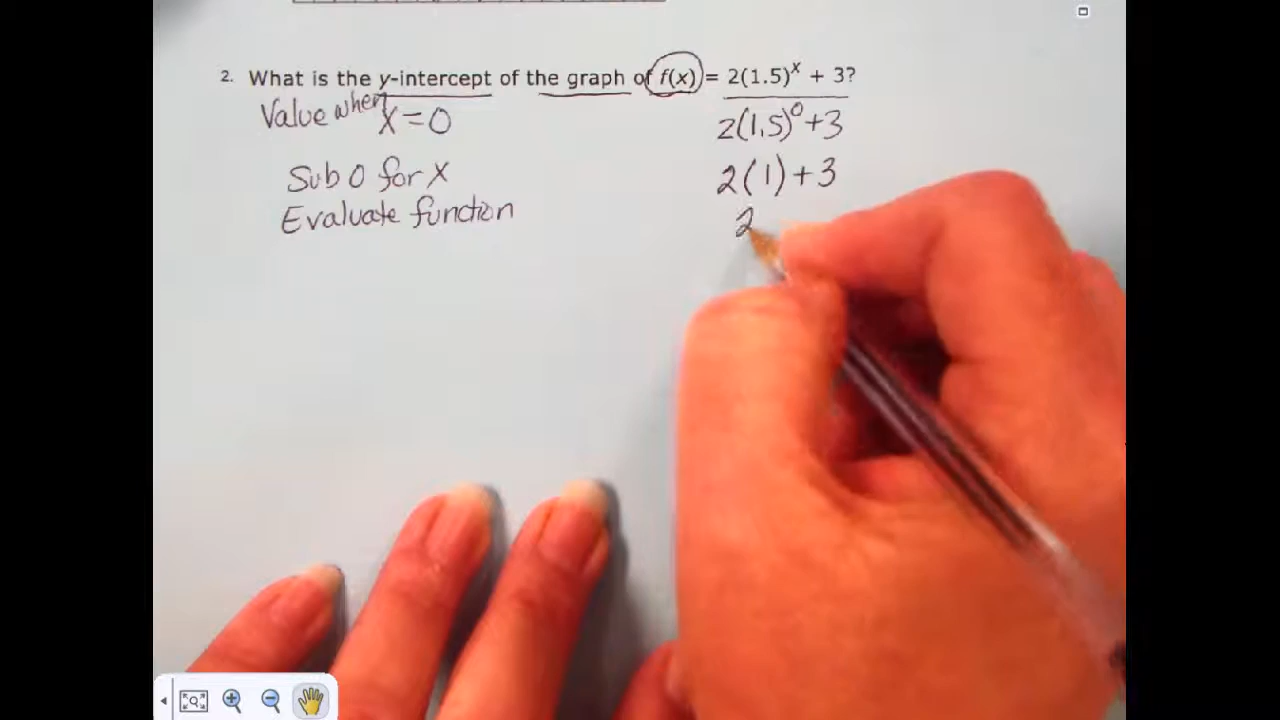 2. What is the y-intercept of the graph of f(x) = 2(1.5)^x + 3?
Value when x = 0
2(1.5)^0 + 3
Sub 0 for x
2(1) + 3
Evaluate function
2